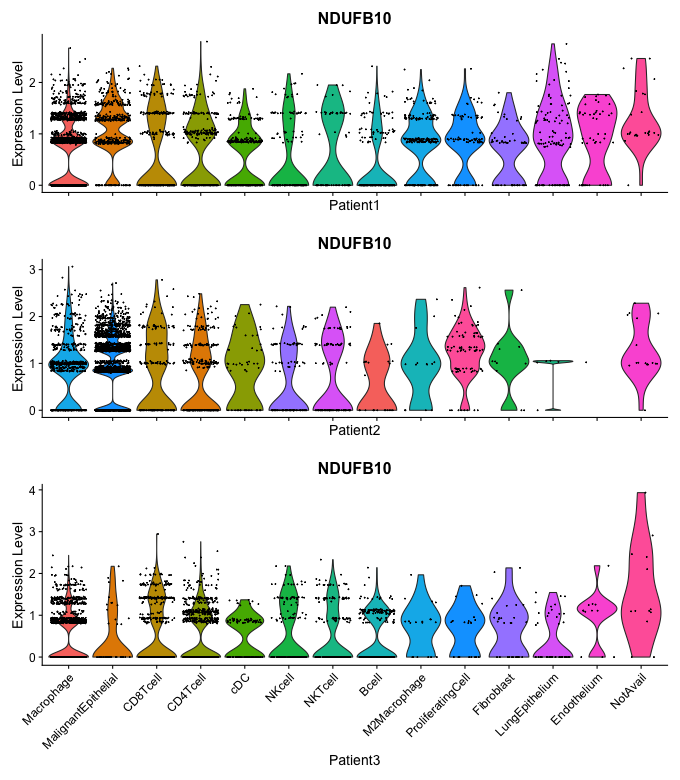 NDUFB10
Expression Level
2
1
0
Patient1
NDUFB10
Expression Level
3
2
1
0
Patient2
NDUFB10
Expression Level
4
3
2
1
0
Macrophage
MalignantEpithelial
CD8Tcell
CD4Tcell
cDC
NKcell
NKTcell
Bcell
M2Macrophage
ProliferatingCell
Fibroblast
LungEpithelium
Endothelium
NotAvail
Patient3